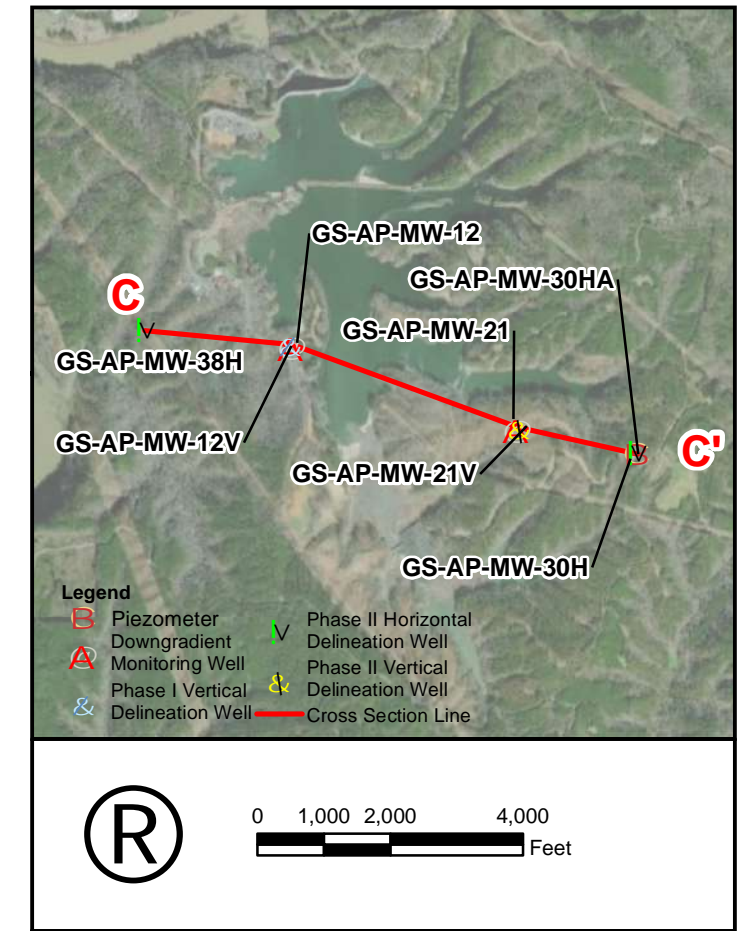 GS-AP-MW-12
GS-AP-MW-30HA
C
GS-AP-MW-21
GS-AP-MW-38H
GS-AP-MW-12V
C'
GS-AP-MW-21V
GS-AP-MW-30H
Legend
B Piezometer
A Downgradient
Monitoring Well
& Phase I Vertical
Delineation Well
Phase II Horizontal
Delineation Well
& Phase II Vertical
Delineation Well
Cross Section Line
®
0 1,000 2,000 4,000
Feet